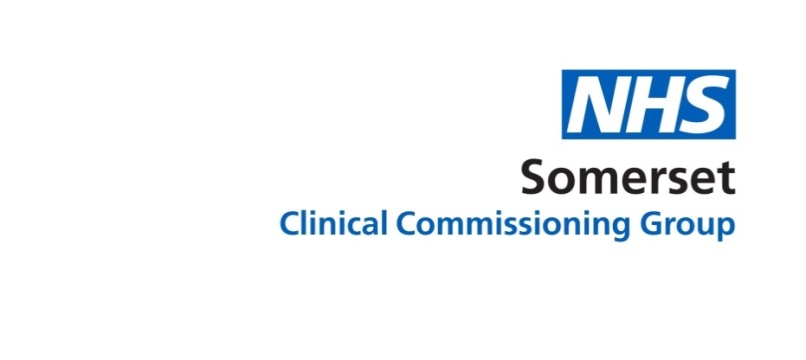 NHS
Somerset
Clinical Commissioning Group